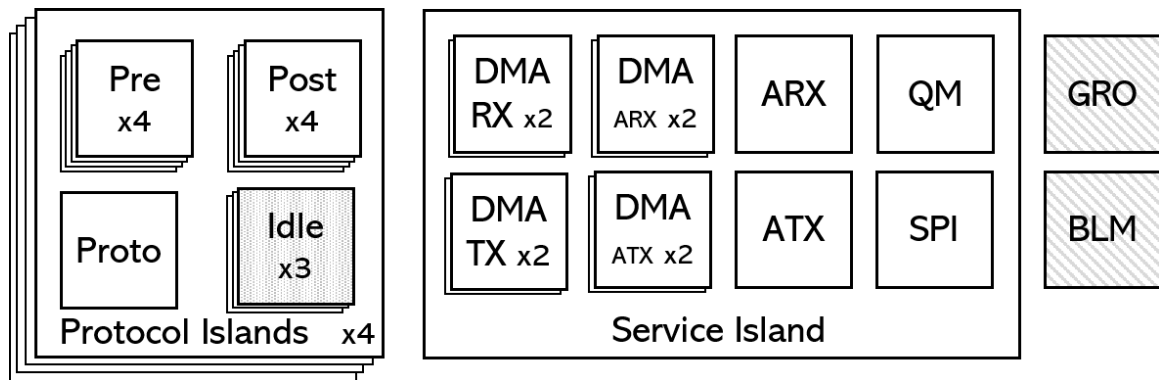 Pre
x4
Post
x4
Proto
Idle
x3
Protocol Islands x4
DMA
RX x2
DMA
ARX x2
ARX
QM
DMA
TX x2
DMA
ATX x2
ATX
SPI
Service Island
GRO
BLM